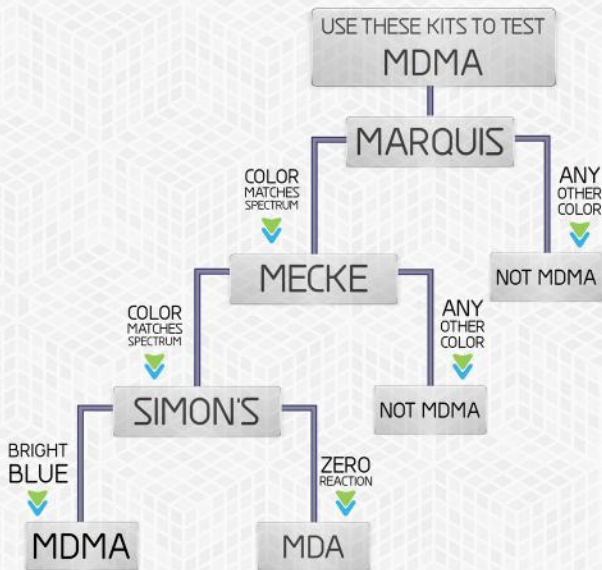 USE THESE KITS TO TEST
MDMA
MARQUIS
COLOR
MATCHES
SPECTRUM
ANY
OTHER
COLOR
MECKE
NOT MDMA
COLOR
MATCHES
SPECTRUM
ANY
OTHER
COLOR
SIMON'S
NOT MDMA
BRIGHT
BLUE
ZERO
REACTION
MDMA
MDA